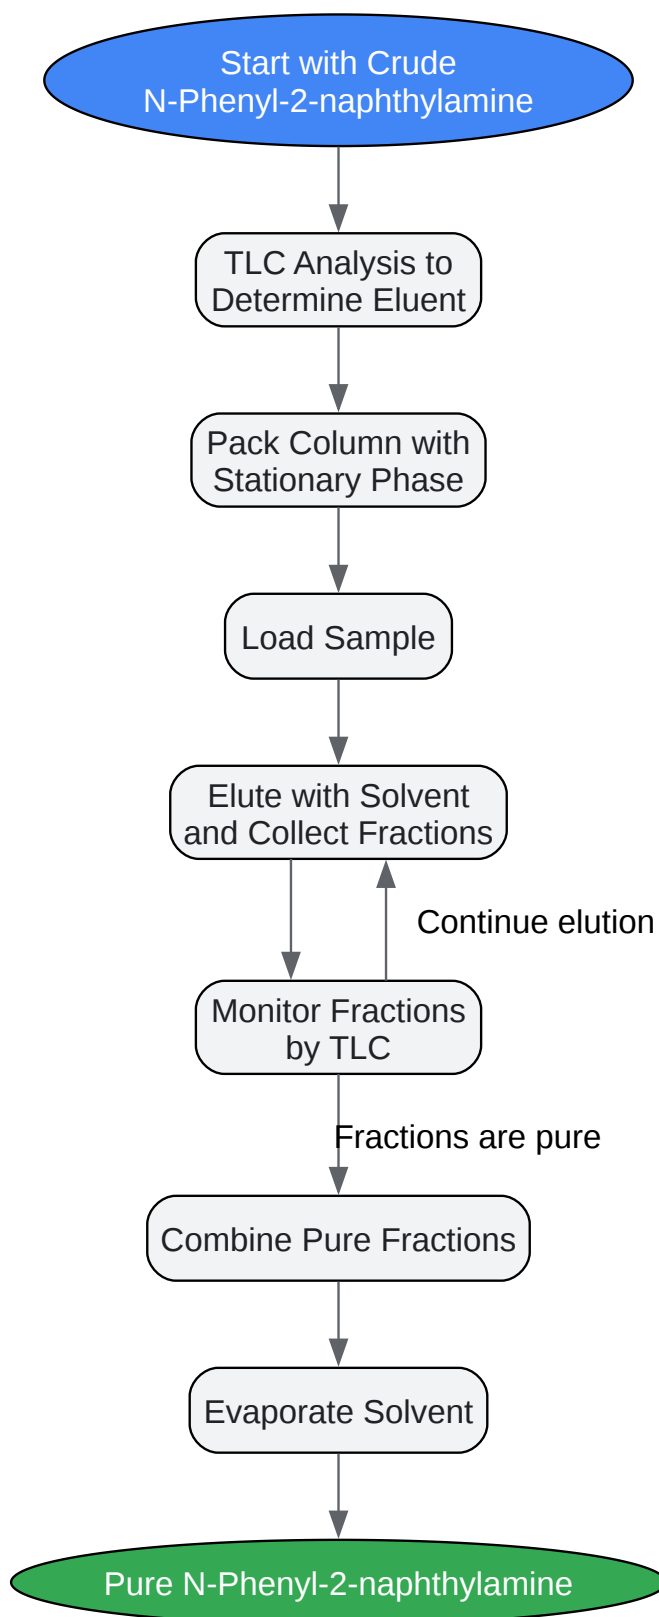 Start with Crude
N-Phenyl-2-naphthylamine
TLC Analysis to
Determine Eluent
Pack Column with
Stationary Phase
Load Sample
Elute with Solvent
and Collect Fractions
Continue elution
Monitor Fractions
by TLC
Fractions are pure
Combine Pure Fractions
Evaporate Solvent
Pure N-Phenyl-2-naphthylamine